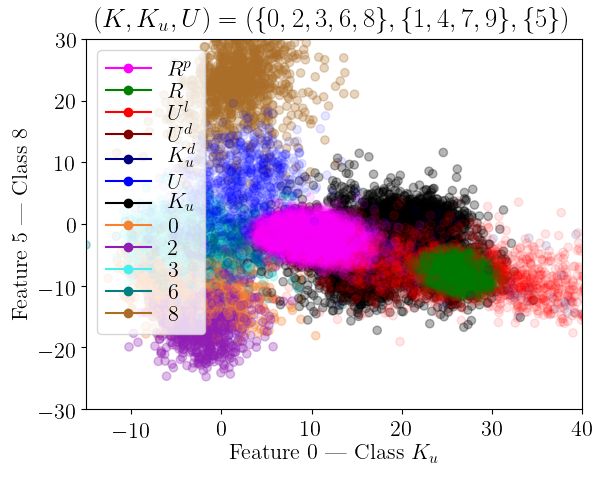 (K, K_u, U) = ({0, 2, 3, 6, 8}, {1, 4, 7, 9}, {5})
30
20
10
0
−10
−20
−30
Feature 5 — Class 8
R^p
R
U^l
U^d
K_u^d
U
K_u
0
2
3
6
8
−10
0
10
20
30
40
Feature 0 — Class K_u